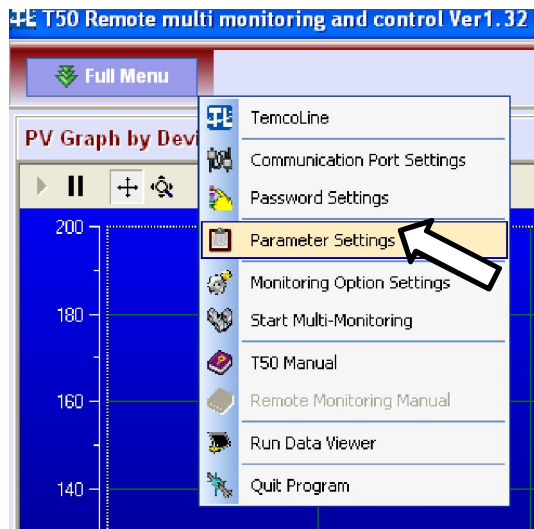 T50 Remote multi monitoring and control Ver1.32
Full Menu
PV Graph by Devi
TemcoLine
Communication Port Settings
Password Settings
Parameter Settings
Monitoring Option Settings
Start Multi-Monitoring
T50 Manual
Remote Monitoring Manual
Run Data Viewer
Quit Program
200
180
160
140